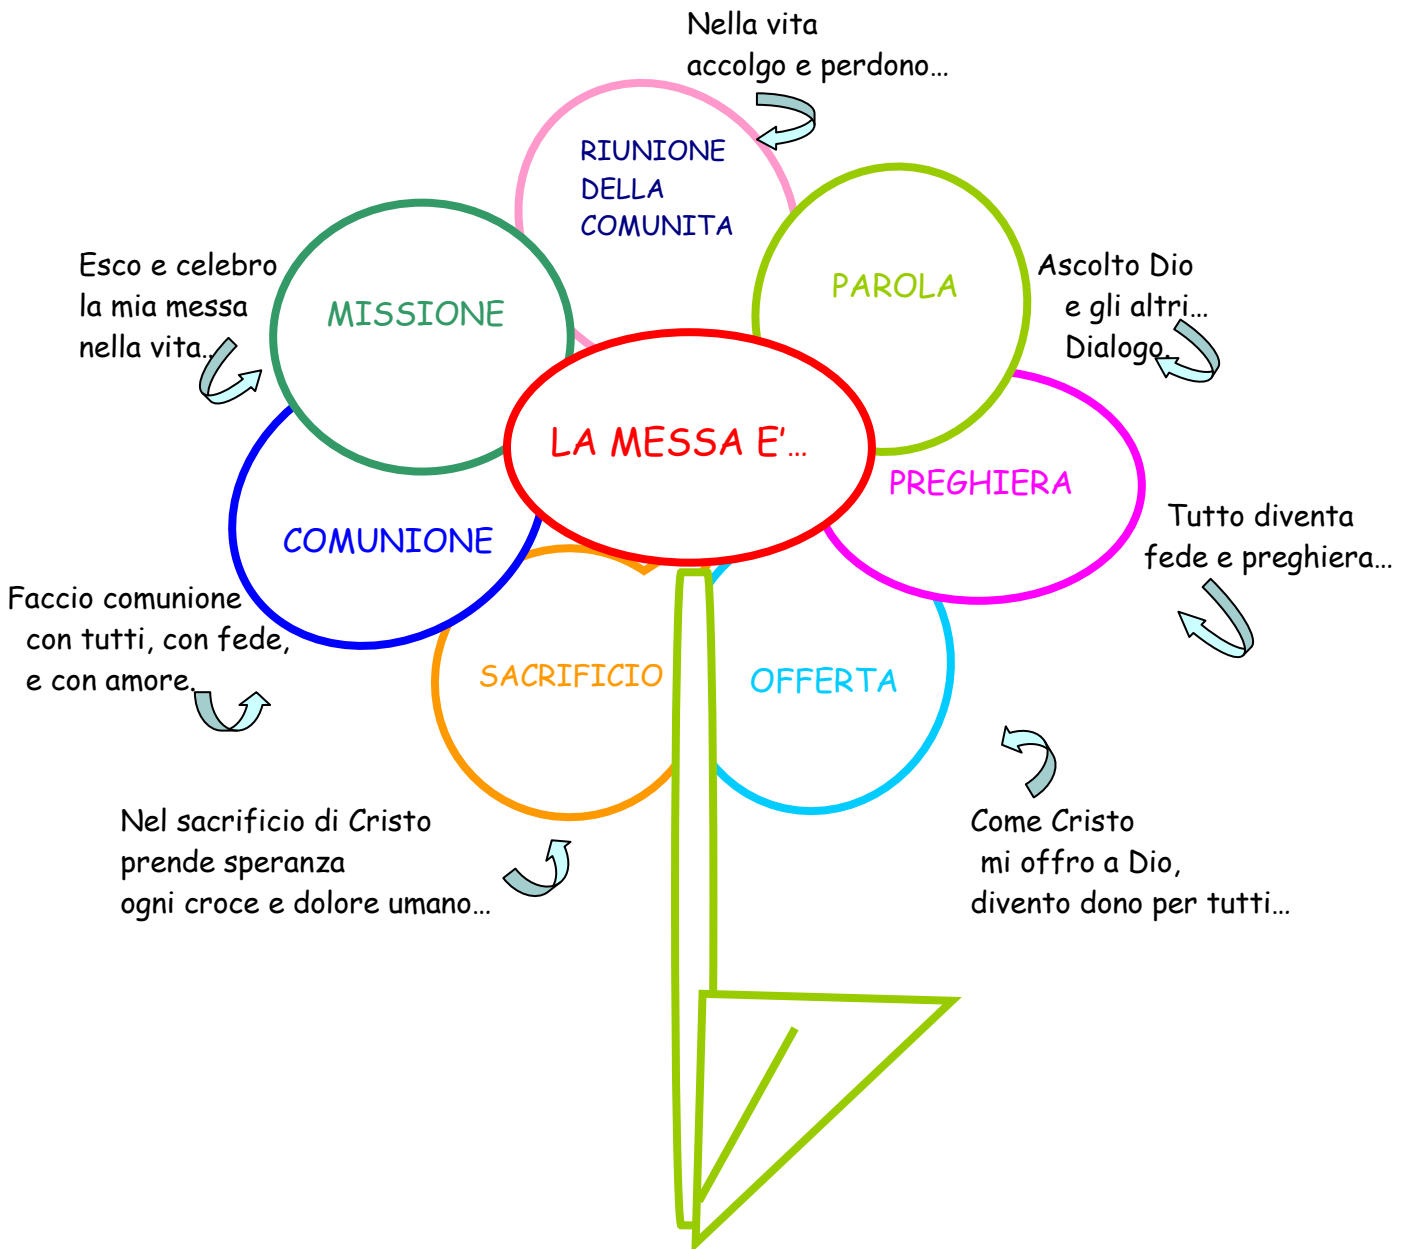 Nella vita
accolgo e perdono…
RIUNIONE
DELLA
COMUNITA
PAROLA
Ascolto Dio
e gli altri…
Dialogo.
Esco e celebro
la mia messa
nella vita…
MISSIONE
LA MESSA E’…
PREGHIERA
Tutto diventa
fede e preghiera…
COMUNIONE
Faccio comunione
con tutti, con fede,
e con amore.
SACRIFICIO
OFFERTA
Nel sacrificio di Cristo
prende speranza
ogni croce e dolore umano…
Come Cristo
mi offro a Dio,
divento dono per tutti…